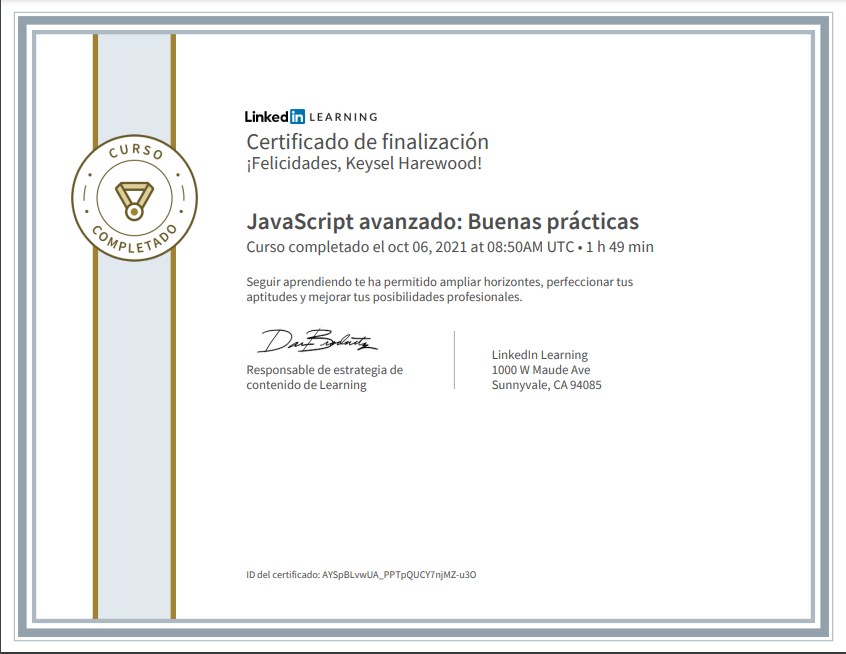 CURSO
COMPLETADO
Linked in LEARNING
Certificado de finalización
¡Felicidades, Keysel Harewood!
JavaScript avanzado: Buenas prácticas
Curso completado el oct 06, 2021 at 08:50AM UTC • 1 h 49 min
Seguir aprendiendo te ha permitido ampliar horizontes, perfeccionar tus
aptitudes y mejorar tus posibilidades profesionales.
Responsable de estrategia de
contenido de Learning
LinkedIn Learning
1000 W Maude Ave
Sunnyvale, CA 94085
ID del certificado: AYSpBLvwUA_PPTpQUCY7njMZ-u3O